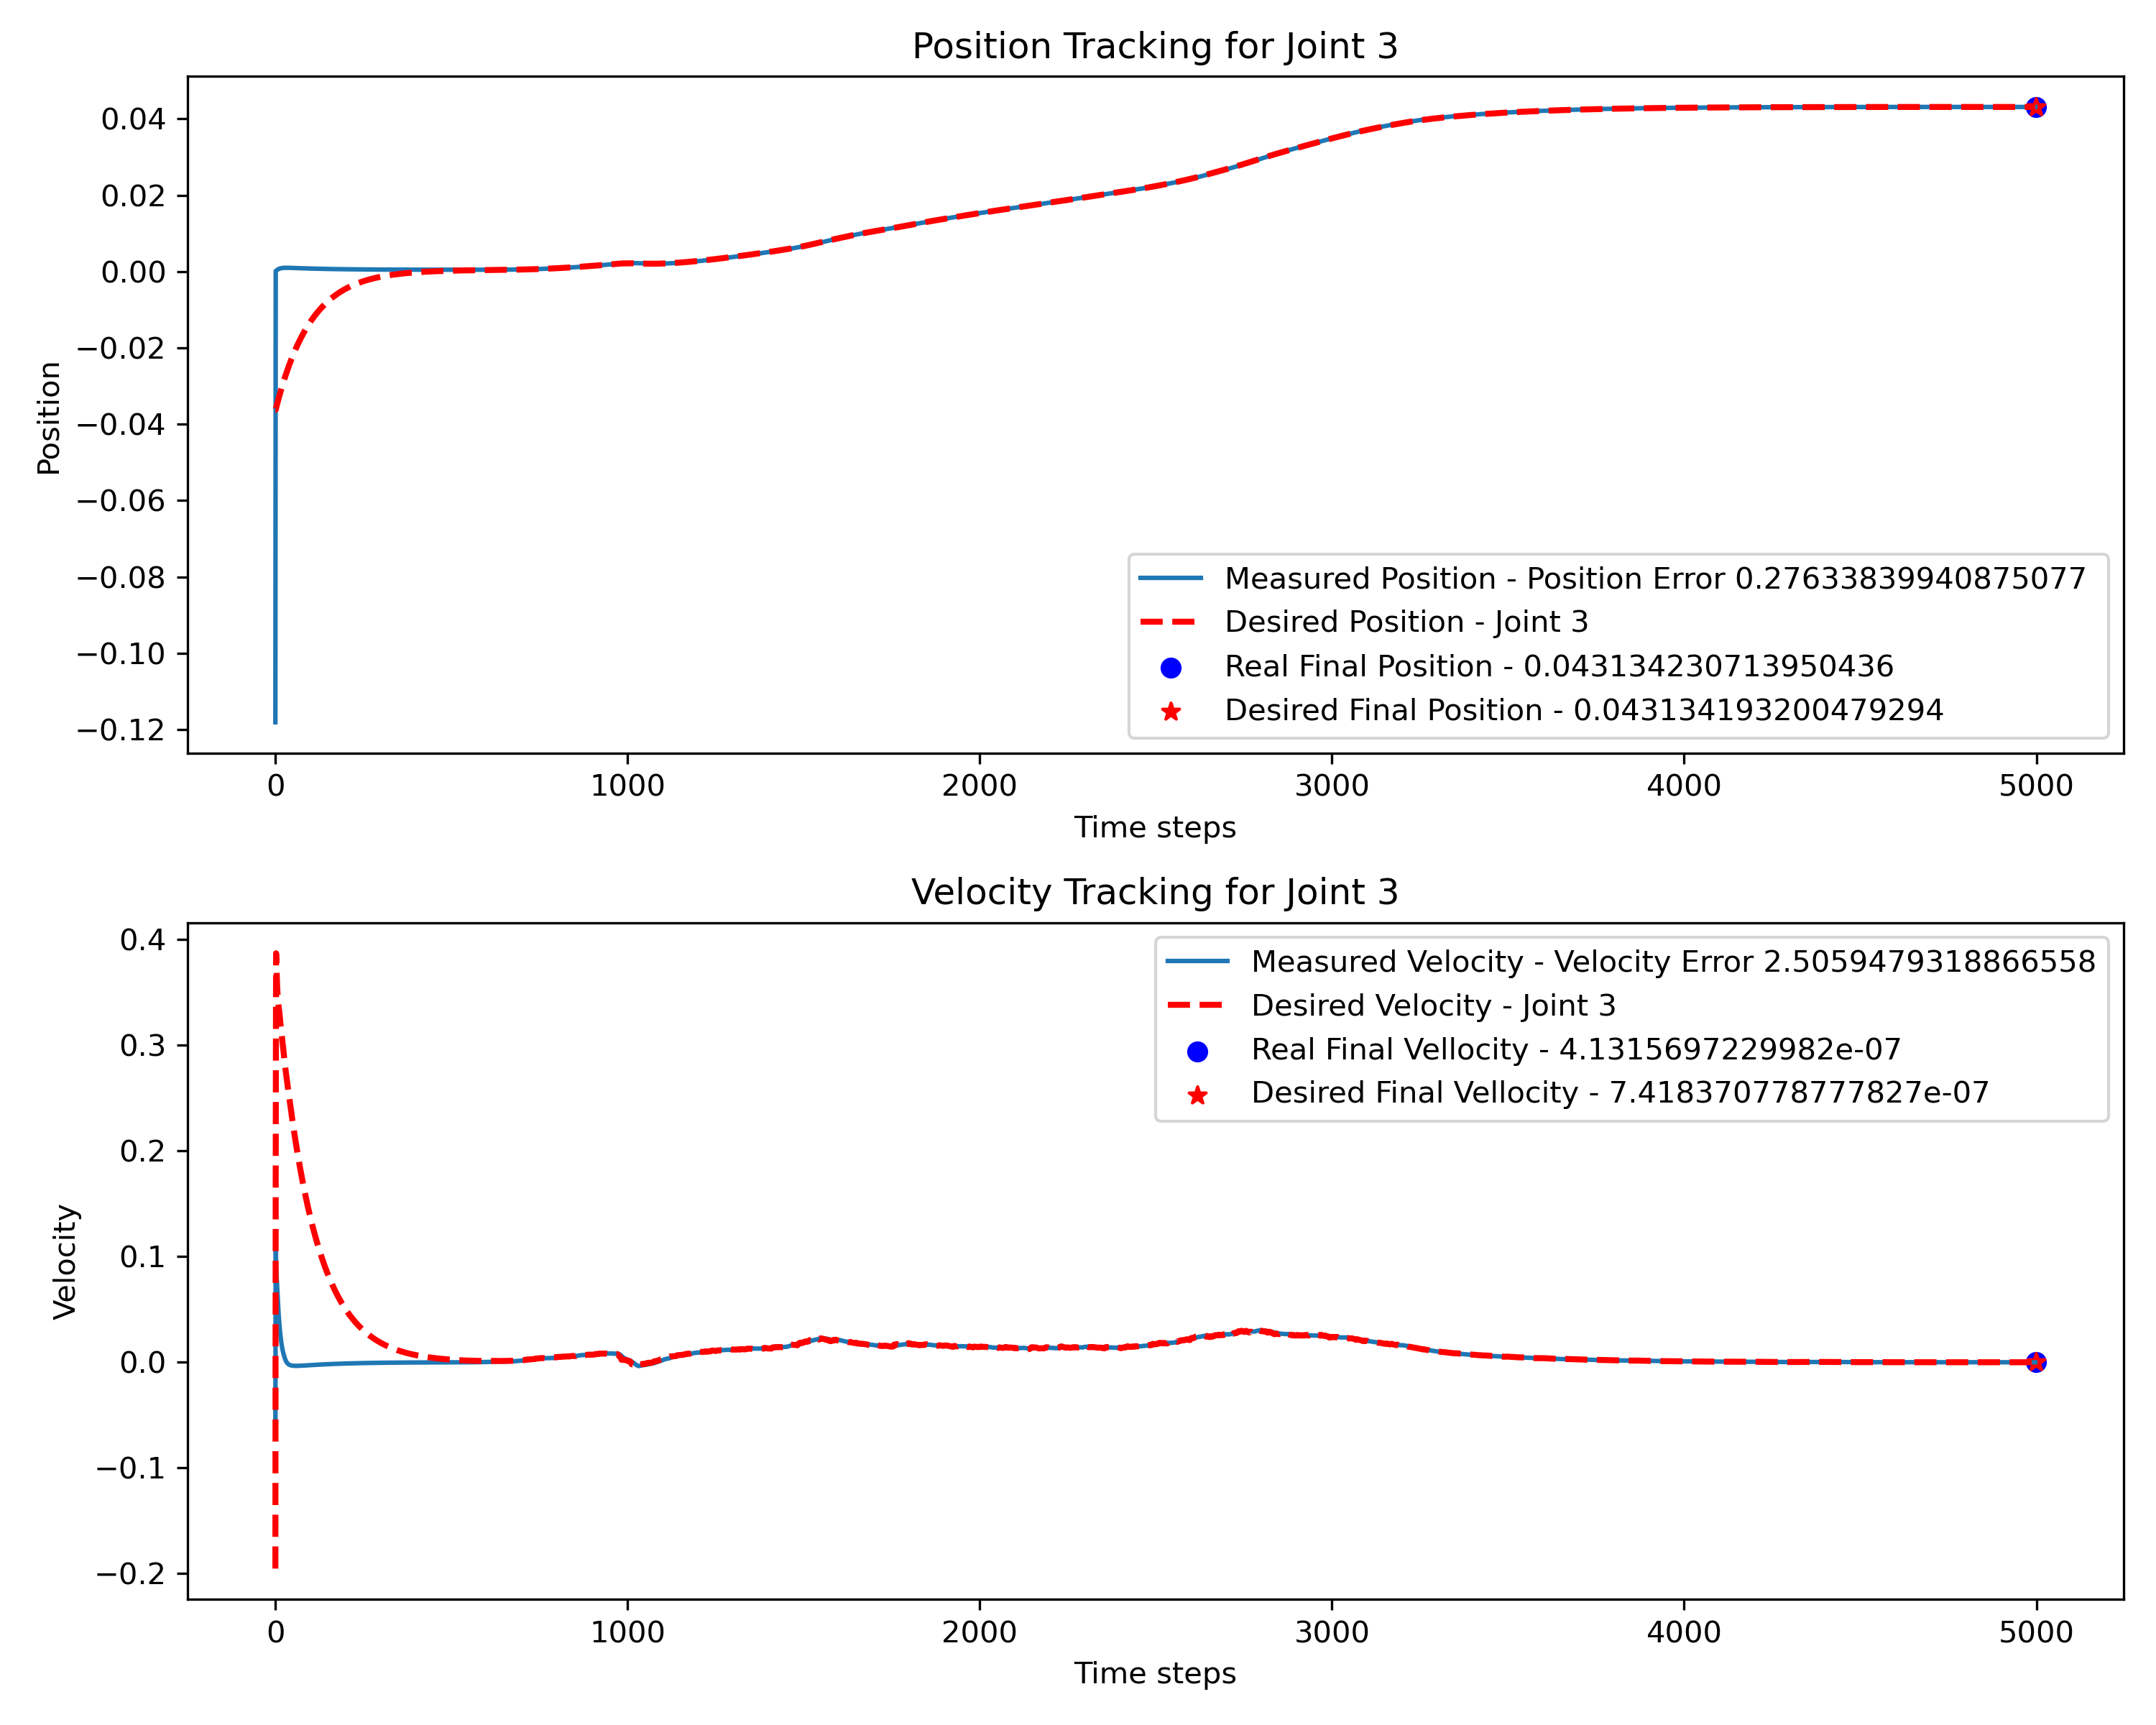 Position Tracking for Joint 3
0.04
0.02
0.00
−0.02
−0.04
−0.06
−0.08
−0.10
−0.12
Position
Measured Position - Position Error 0.27633839940875077
Desired Position - Joint 3
Real Final Position - 0.043134230713950436
Desired Final Position - 0.043134193200479294
0 1000 2000 3000 4000 5000
Time steps
Velocity Tracking for Joint 3
0.4
0.3
0.2
0.1
0.0
−0.1
−0.2
Velocity
Measured Velocity - Velocity Error 2.5059479318866558
Desired Velocity - Joint 3
Real Final Vellocity - 4.1315697229982e-07
Desired Final Vellocity - 7.418370778777827e-07
0 1000 2000 3000 4000 5000
Time steps